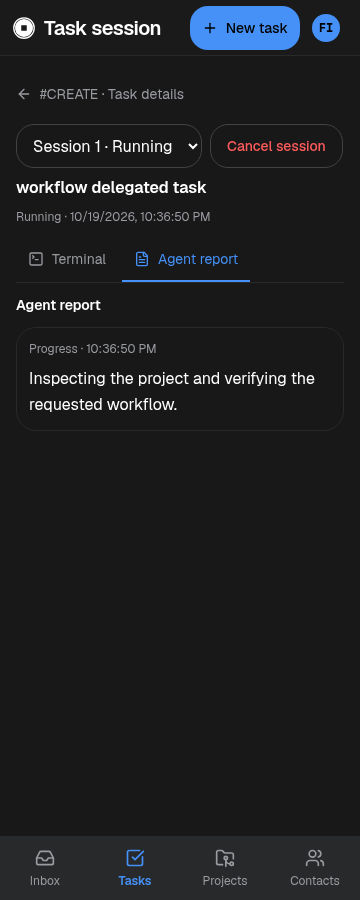 Task session
New task
FI
#CREATE · Task details
Session 1 · Running
Cancel session
workflow delegated task
Running · 10/19/2026, 10:36:50 PM
Terminal
Agent report
Agent report
Progress · 10:36:50 PM
Inspecting the project and verifying the
requested workflow.
Inbox
Tasks
Projects
Contacts